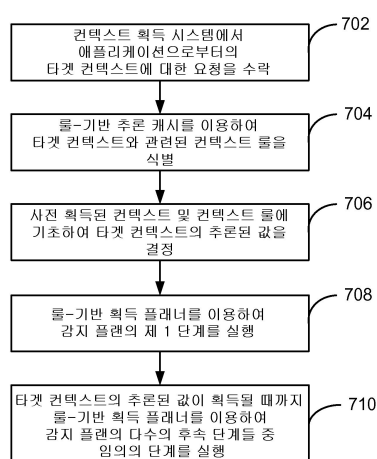 컨텍스트 획득 시스템에서
애플리케이션으로부터의
타겟 컨텍스트에 대한 요청을 수락
702
룰-기반 추론 캐시를 이용하여
타겟 컨텍스트와 관련된 컨텍스트 룰을
식별
704
사전 획득된 컨텍스트 및 컨텍스트 룰에
기초하여 타겟 컨텍스트의 추론된 값을
결정
706
룰-기반 획득 플래너를 이용하여
감지 플랜의 제 1 단계를 실행
708
타겟 컨텍스트의 추론된 값이 획득될 때까지
룰-기반 획득 플래너를 이용하여
감지 플랜의 다수의 후속 단계들 중
임의의 단계를 실행
710